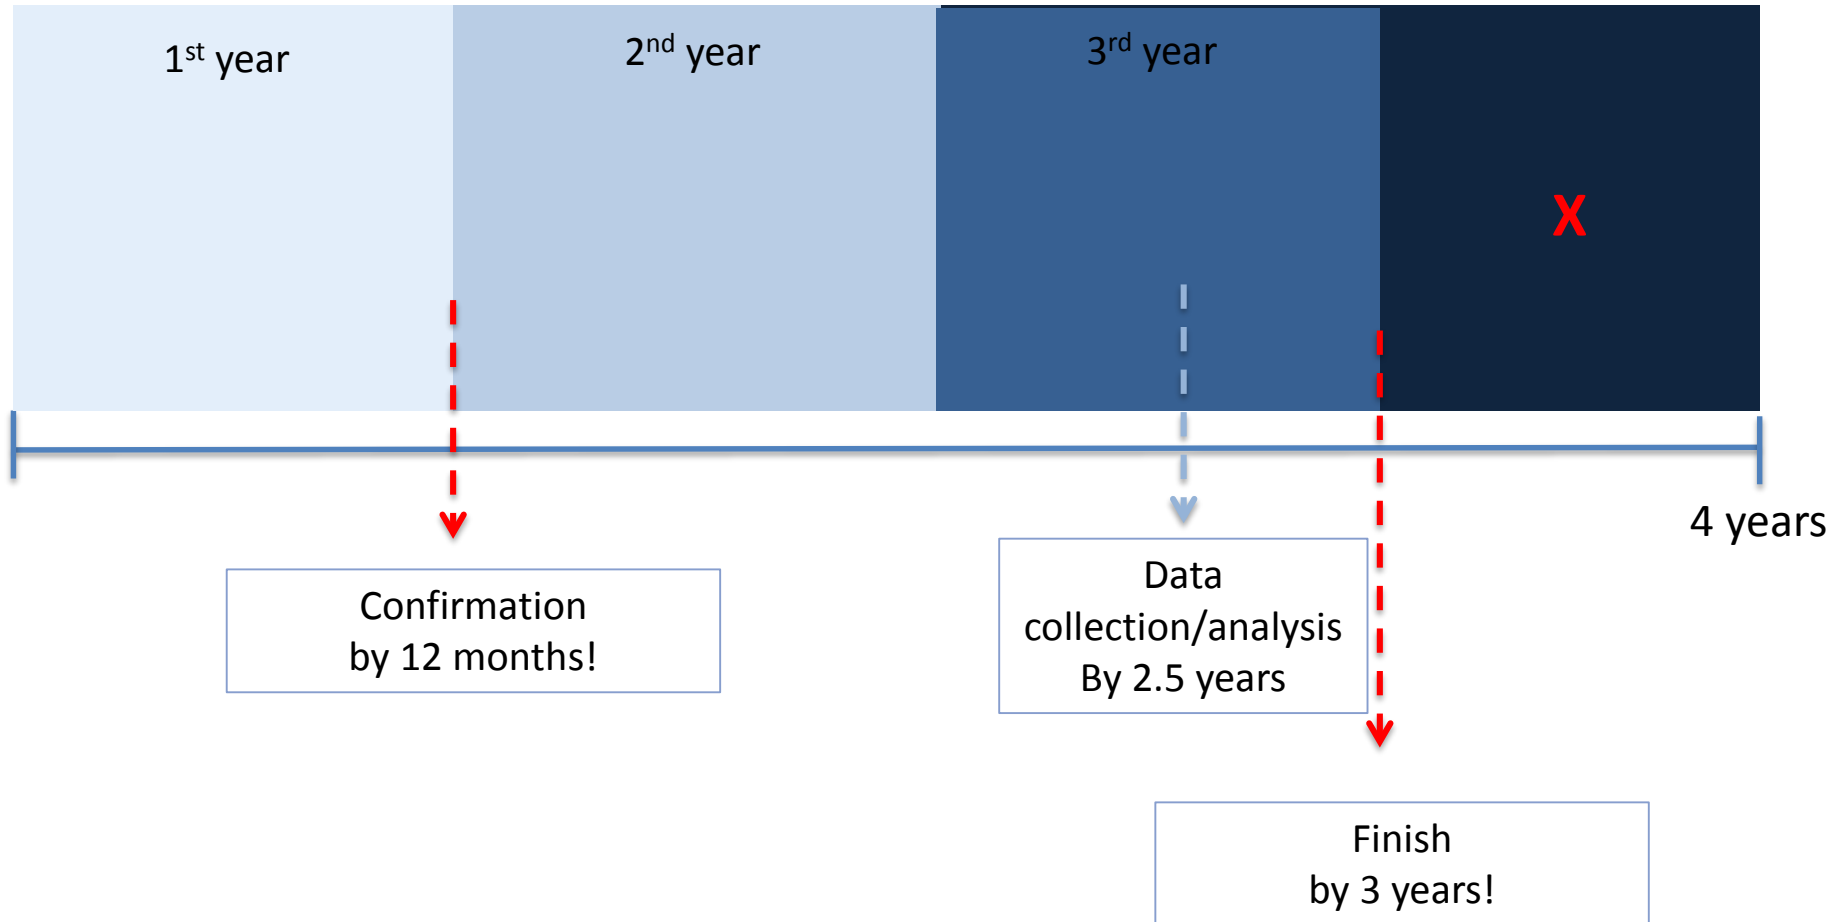 1st year
2nd year
3rd year
X
4 years
Confirmation
by 12 months!
Data
collection/analysis
By 2.5 years
Finish
by 3 years!